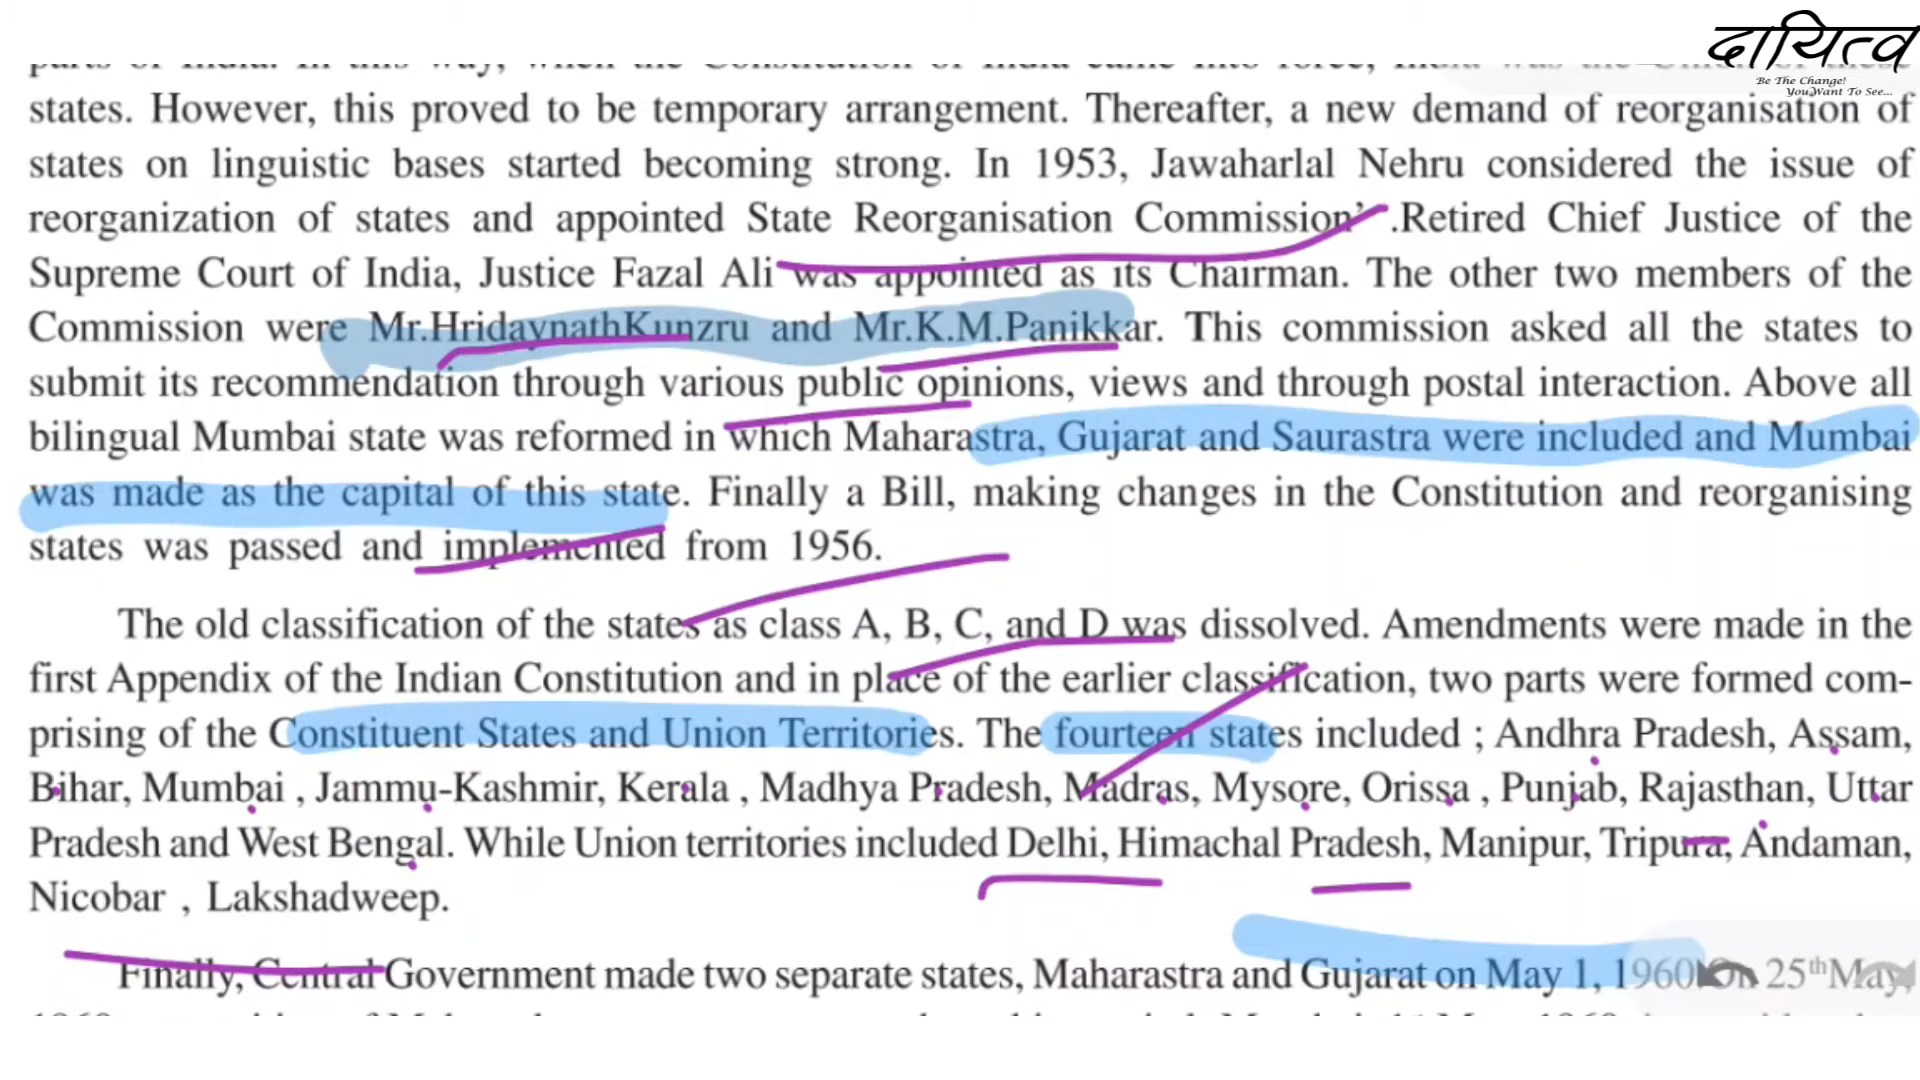 दायित्व
Be The Change!
You Want To See...
states. However, this proved to be temporary arrangement. Thereafter, a new demand of reorganisation of
states on linguistic bases started becoming strong. In 1953, Jawaharlal Nehru considered the issue of
reorganization of states and appointed State Reorganisation Commission' .Retired Chief Justice of the
Supreme Court of India, Justice Fazal Ali was appointed as its Chairman. The other two members of the
Commission were Mr.HridaynathKunzru and Mr.K.M.Panikkar. This commission asked all the states to
submit its recommendation through various public opinions, views and through postal interaction. Above all
bilingual Mumbai state was reformed in which Maharastra, Gujarat and Saurastra were included and Mumbai
was made as the capital of this state. Finally a Bill, making changes in the Constitution and reorganising
states was passed and implemented from 1956.
The old classification of the states as class A, B, C, and D was dissolved. Amendments were made in the
first Appendix of the Indian Constitution and in place of the earlier classification, two parts were formed com-
prising of the Constituent States and Union Territories. The fourteen states included ; Andhra Pradesh, Assam,
Bihar, Mumbai , Jammu-Kashmir, Kerala , Madhya Pradesh, Madras, Mysore, Orissa , Punjab, Rajasthan, Uttar
Pradesh and West Bengal. While Union territories included Delhi, Himachal Pradesh, Manipur, Tripura, Andaman,
Nicobar , Lakshadweep.
Finally, Central Government made two separate states, Maharastra and Gujarat on May 1, 1960 On 25th May,